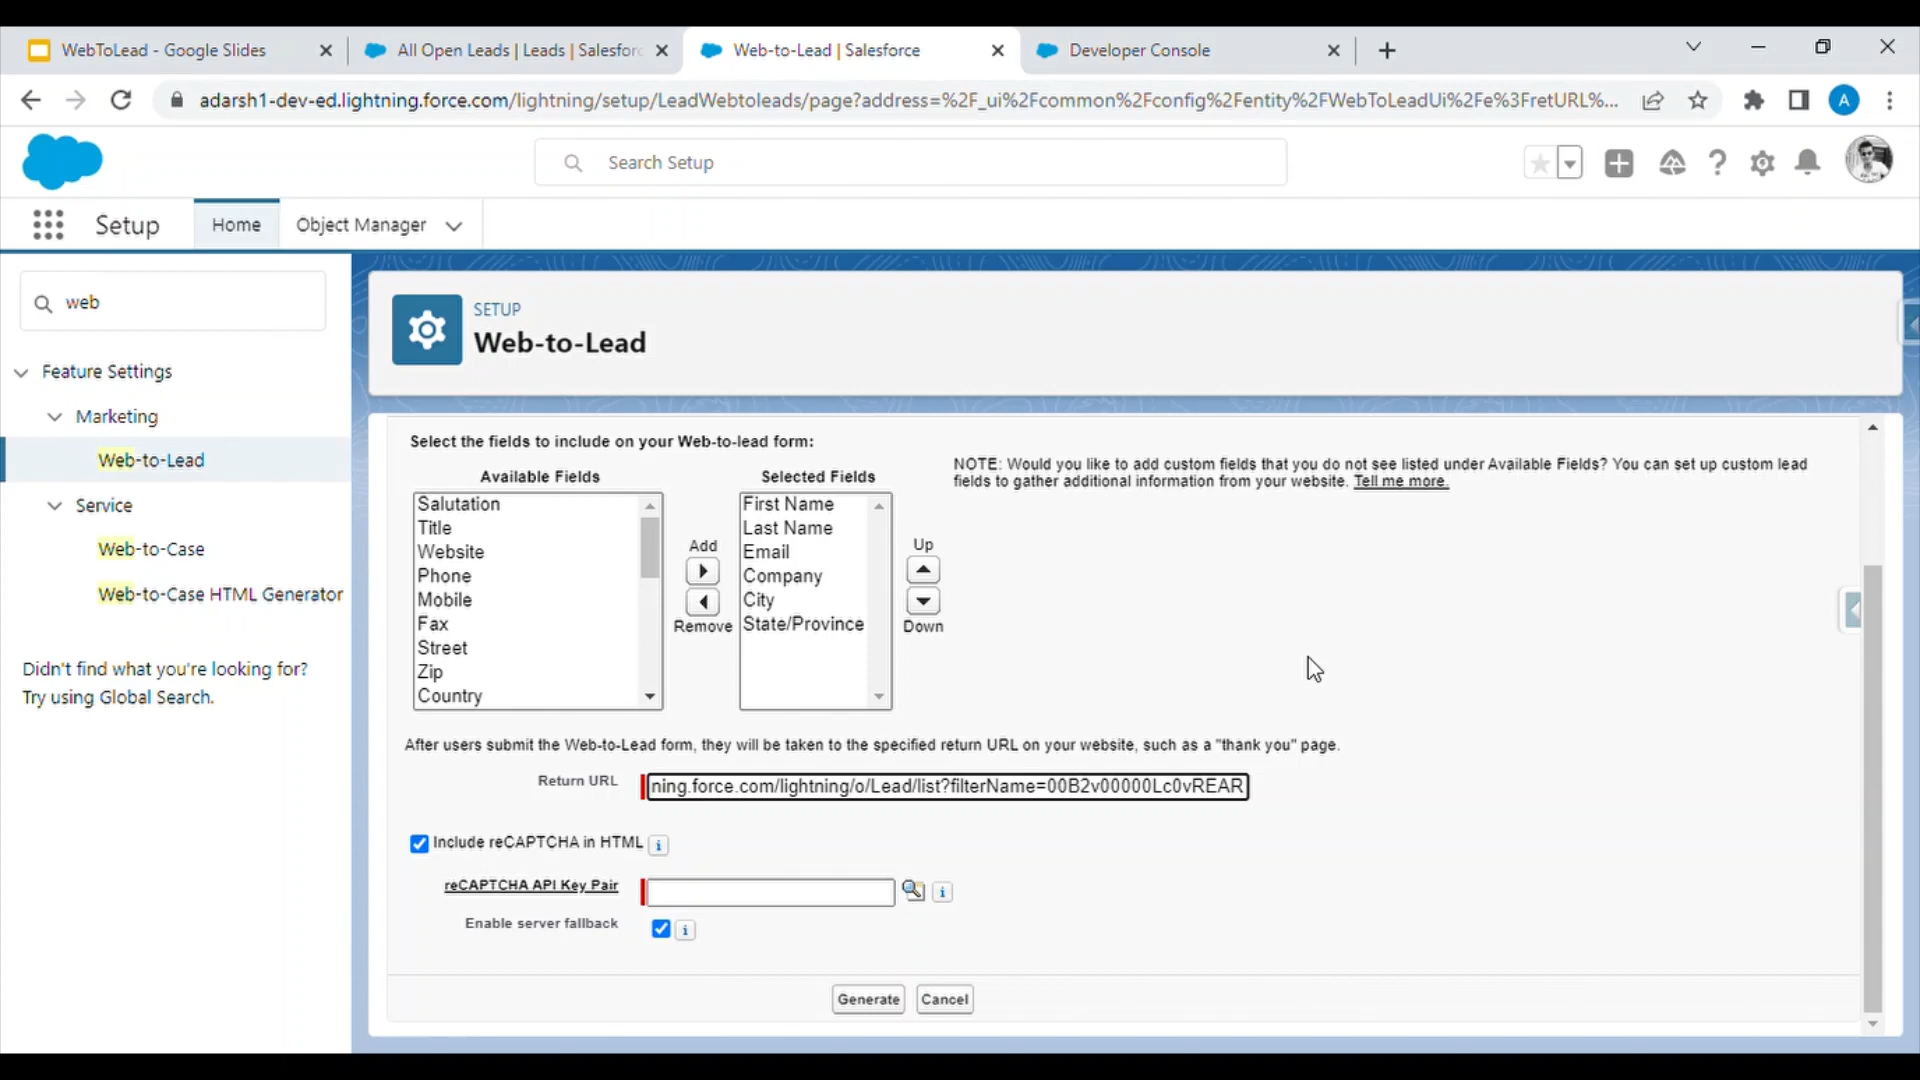 WebToLead - Google Slides
All Open Leads | Leads | Salesforc
Web-to-Lead | Salesforce
Developer Console
adarsh1-dev-ed.lightning.force.com/lightning/setup/LeadWebtoleads/page?address=%2F_ui%2Fcommon%2Fconfig%2Fentity%2FWebToLeadUi%2Fe%3FretURL%...
A
Search Setup
Setup
Home
Object Manager
web
Feature Settings
Marketing
Web-to-Lead
Service
Web-to-Case
Web-to-Case HTML Generator
Didn't find what you're looking for?
Try using Global Search.
SETUP
Web-to-Lead
Select the fields to include on your Web-to-lead form:
Available Fields
Selected Fields
NOTE: Would you like to add custom fields that you do not see listed under Available Fields? You can set up custom lead
fields to gather additional information from your website. Tell me more.
Salutation
Title
Website
Phone
Mobile
Fax
Street
Zip
Country
Add
Remove
First Name
Last Name
Email
Company
City
State/Province
Up
Down
After users submit the Web-to-Lead form, they will be taken to the specified return URL on your website, such as a "thank you" page.
Return URL
ning.force.com/lightning/o/Lead/list?filterName=00B2v00000Lc0vREAR
Include reCAPTCHA in HTML
i
reCAPTCHA API Key Pair
i
Enable server fallback
i
Generate
Cancel